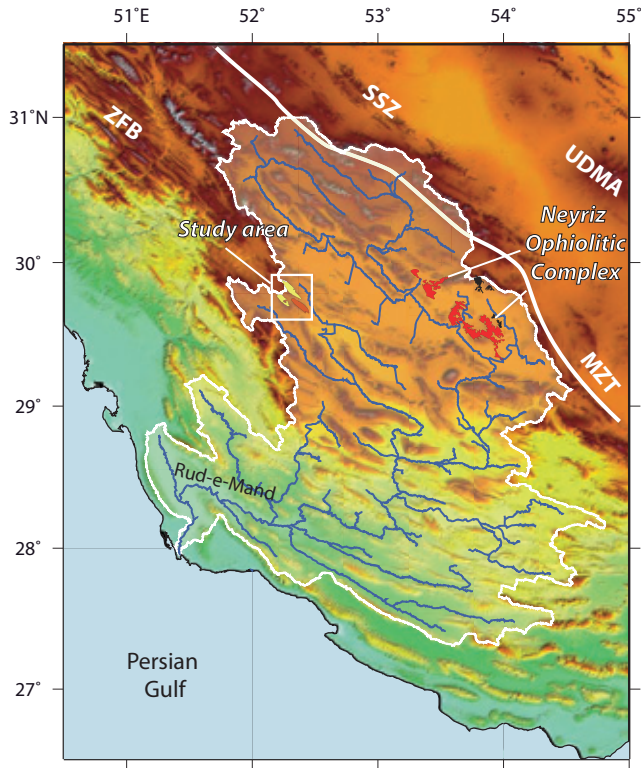 51°E
52°
53°
54°
55°
31°N
30°
29°
28°
27°
ZFB
SSZ
UDMA
Neyriz
Ophiolitic
Complex
Study area
MZT
Rud-e-Mand
Persian
Gulf